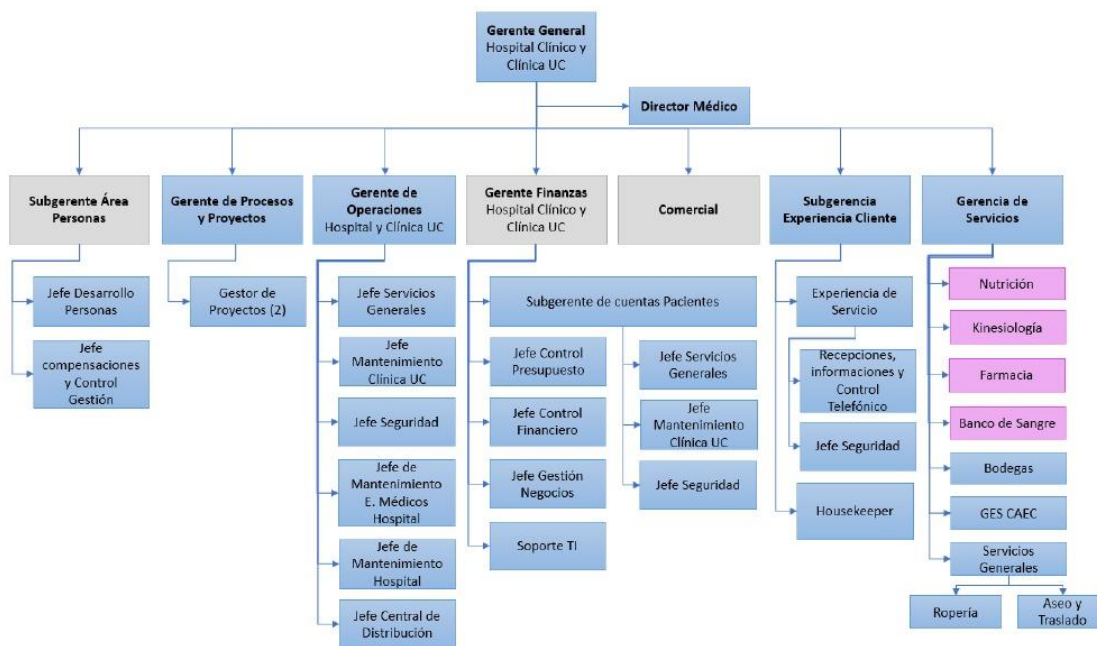 Gerente General
Hospital Clínico y
Clínica UC
Director Médico
Subgerente Área
Personas
Gerente de Procesos
y Proyectos
Gerente de
Operaciones
Hospital y Clínica UC
Gerente Finanzas
Hospital Clínico y
Clínica UC
Comercial
Subgerencia
Experiencia Cliente
Gerencia de
Servicios
Jefe Desarrollo
Personas
Jefe
compensaciones
y Control
Gestión
Gestor de
Proyectos (2)
Jefe Servicios
Generales
Jefe
Mantenimiento
Clínica UC
Jefe Seguridad
Jefe de
Mantenimiento
E. Médicos
Hospital
Jefe de
Mantenimiento
Hospital
Jefe Central de
Distribución
Subgerente de cuentas Pacientes
Jefe Control
Presupuesto
Jefe Control
Financiero
Jefe Gestión
Negocios
Soporte TI
Jefe Servicios
Generales
Jefe
Mantenimiento
Clínica UC
Jefe Seguridad
Experiencia de
Servicio
Recepciones,
informaciones y
Control
Telefónico
Jefe Seguridad
Housekeeper
Nutrición
Kinesiología
Farmacia
Banco de Sangre
Bodegas
GES CAEC
Servicios
Generales
Ropería
Aseo y
Traslado